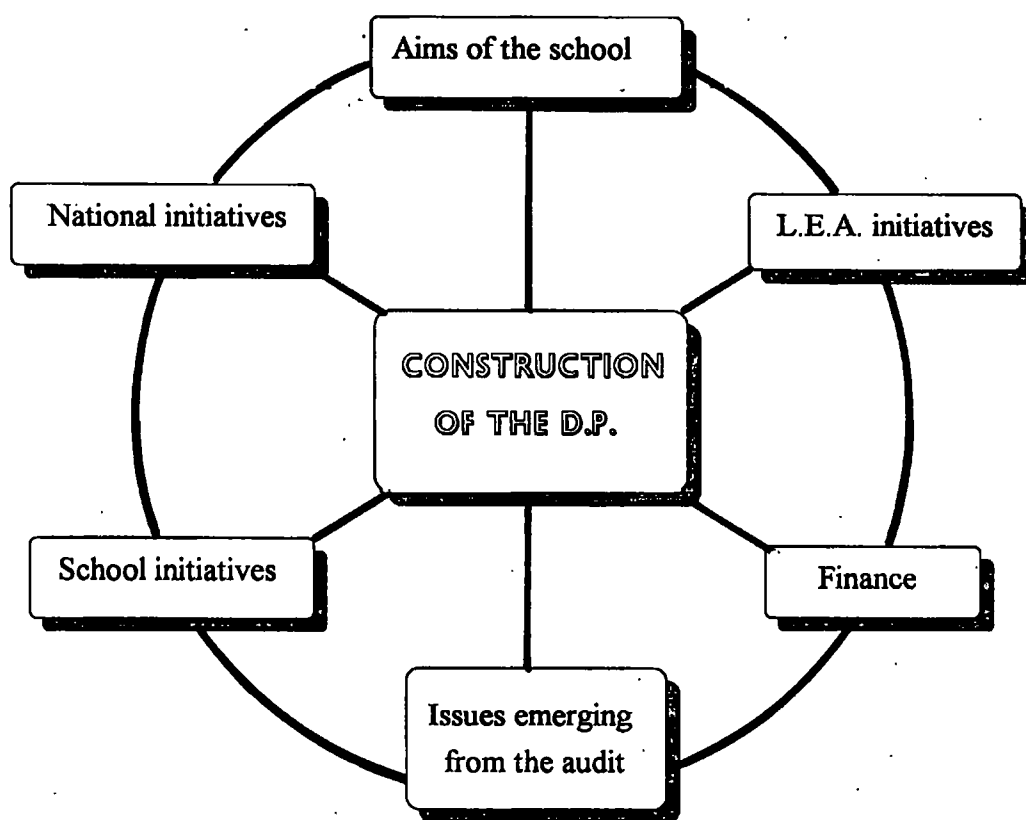 Aims of the school
National initiatives
L.E.A. initiatives
CONSTRUCTION
OF THE D.P.
School initiatives
Finance
Issues emerging
from the audit